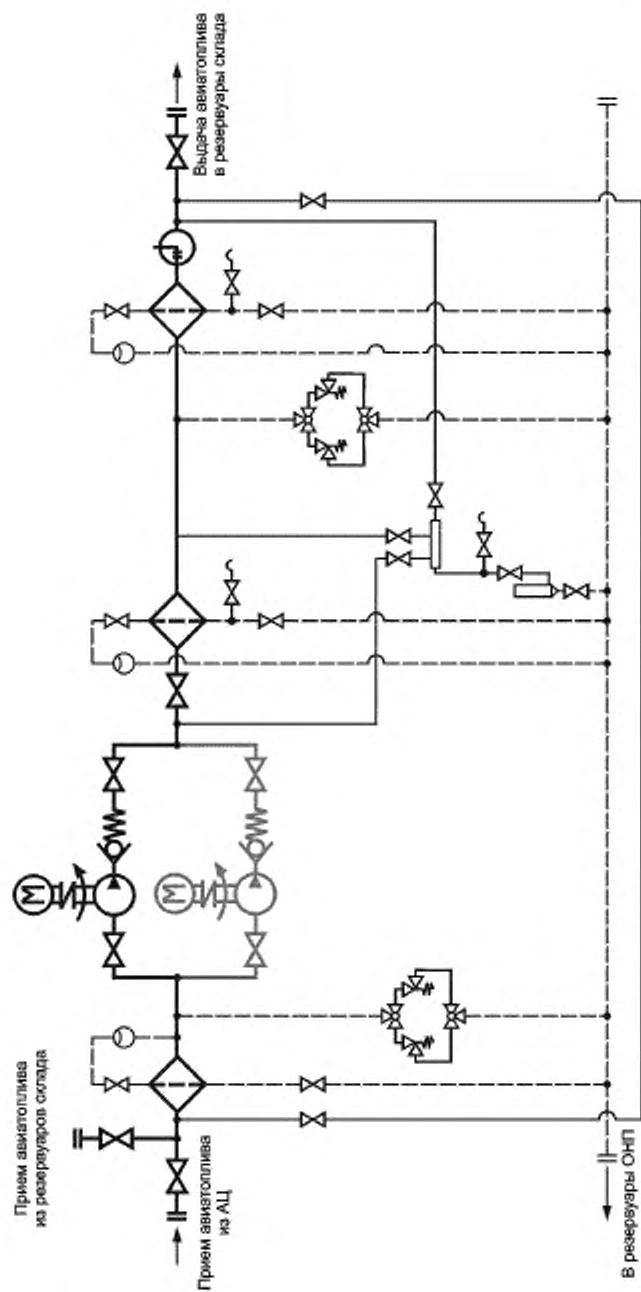 Выдача авиатоплива
в резервуары склада
М
М
Прием авиатоплива
из резервуаров склада
Прием авиатоплива
из АЦ
В резервуары ОНП